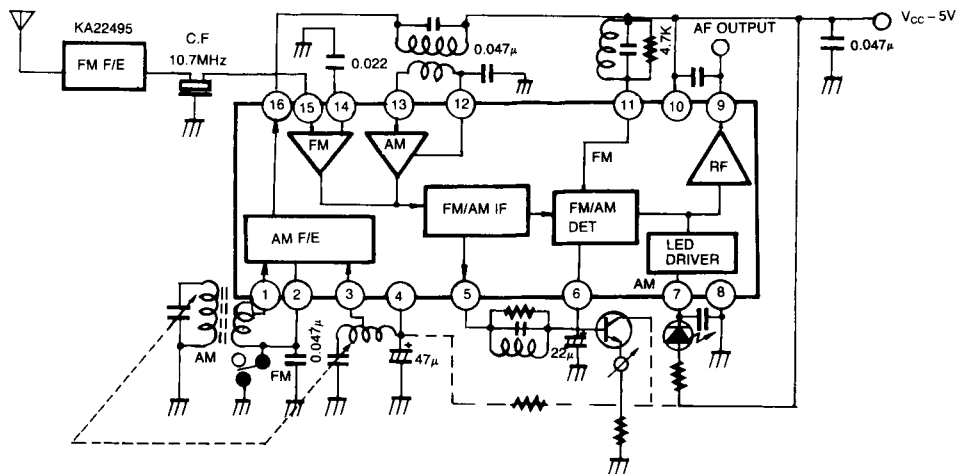 KA22495
FM F/E
C.F
10.7MHz
0.022
0.047μ
4.7K
AF OUTPUT
VCC – 5V
0.047μ
16
15
14
13
12
11
10
9
FM
AM
FM
RF
AM F/E
FM/AM IF
FM/AM
DET
LED
DRIVER
AM
1
2
3
4
5
6
7
8
AM
FM
0.047μ
+
47μ
22μ